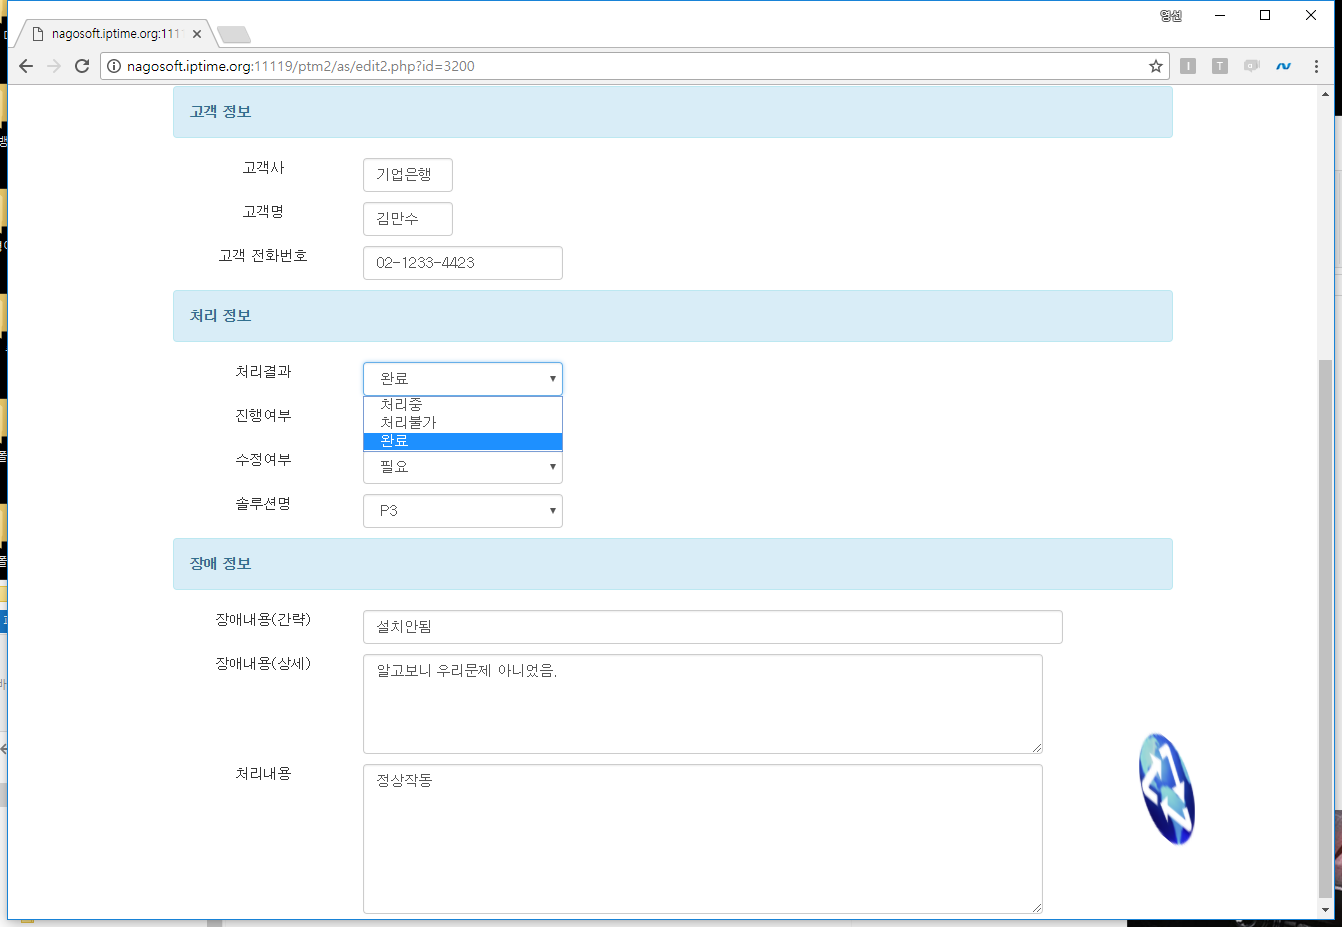 영선
nagosoft.iptime.org:111
nagosoft.iptime.org:11119/ptm2/as/edit2.php?id=3200
고객 정보
고객사
기업은행
고객명
김만수
고객 전화번호
02-1233-4423
처리 정보
처리결과
완료
처리중
처리불가
완료
진행여부
수정여부
필요
솔루션명
P3
장애 정보
장애내용(간략)
설치안됨
장애내용(상세)
알고보니 우리문제 아니었음.
처리내용
정상작동